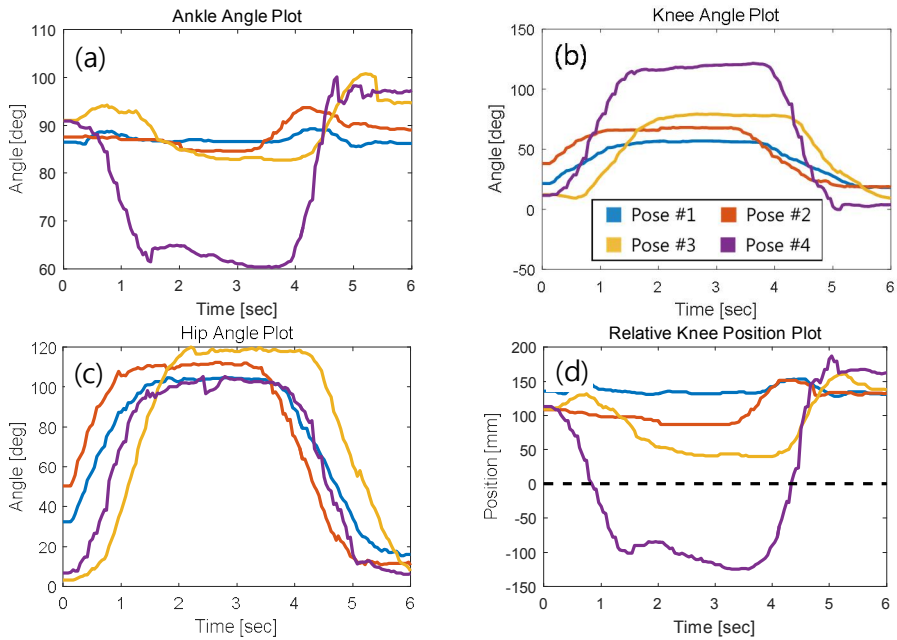 Ankle Angle Plot
(a)
110
100
90
80
70
60
Angle [deg]
0 1 2 3 4 5 6
Time [sec]
Knee Angle Plot
(b)
150
100
50
0
-50
Angle [deg]
Pose #1 Pose #2
Pose #3 Pose #4
0 1 2 3 4 5 6
Time [sec]
Hip Angle Plot
(c)
120
100
80
60
40
20
0
Angle [deg]
0 1 2 3 4 5 6
Time [sec]
Relative Knee Position Plot
(d)
200
150
100
50
0
-50
-100
-150
Position [mm]
0 1 2 3 4 5 6
Time [sec]